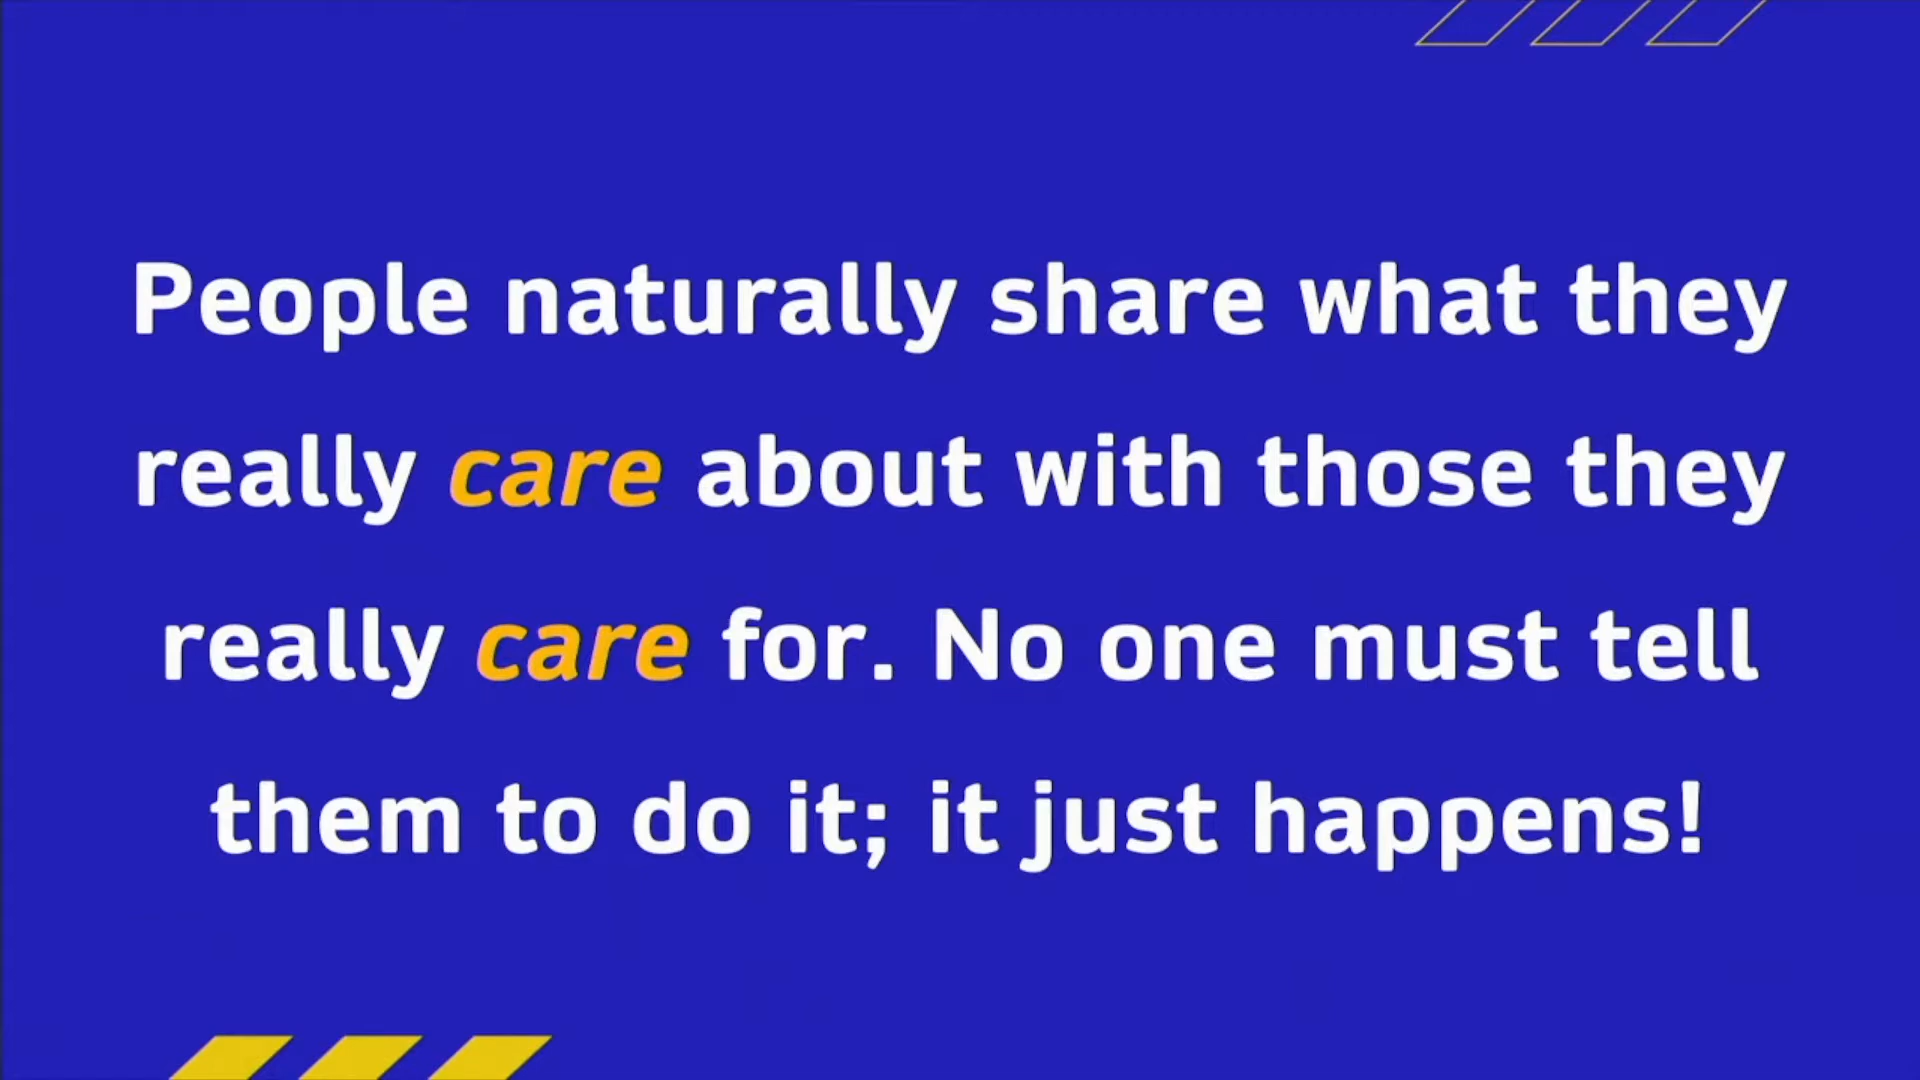 People naturally share what they
really care about with those they
really care for. No one must tell
them to do it; it just happens!